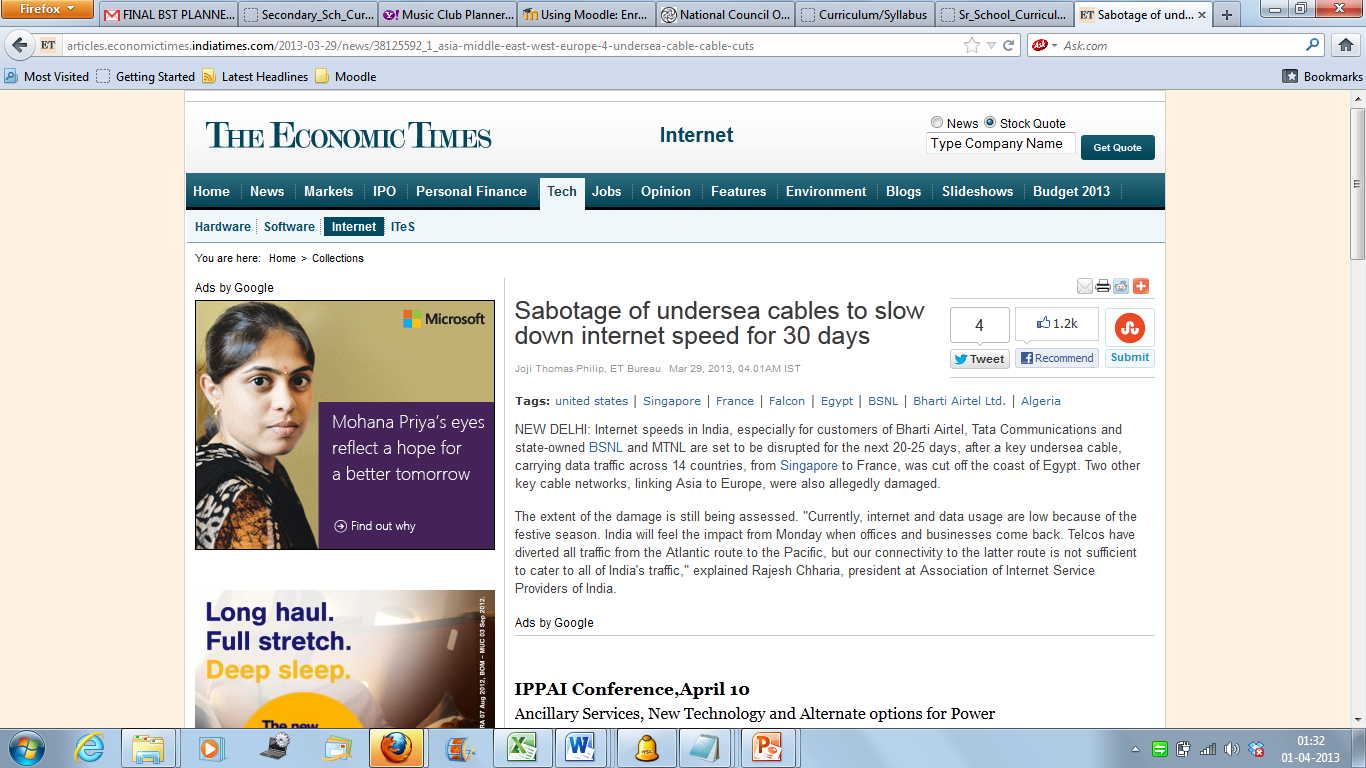 Firefox
FINAL BST PLANNE...
Secondary_Sch_Cur...
Music Club Planner...
Using Moodle: Enr...
National Council O...
Curriculum/Syllabus
Sr_School_Curricul...
ET Sabotage of und...
ET articles.economictimes.indiatimes.com/2013-03-29/news/38125592_1_asia-middle-east-west-europe-4-undersea-cable-cable-cuts
Ask Ask.com
Most Visited Getting Started Latest Headlines Moodle Bookmarks
THE ECONOMIC TIMES
Internet
News Stock Quote
Type Company Name
Get Quote
Home News Markets IPO Personal Finance Tech Jobs Opinion Features Environment Blogs Slideshows Budget 2013
Hardware Software Internet ITeS
You are here: Home > Collections
Ads by Google
Microsoft
Mohana Priya's eyes
reflect a hope for
a better tomorrow
Find out why
Long haul.
Full stretch.
Deep sleep.
The new
07 Aug 2012, BOM – MUC 03 Sep 2012.
Sabotage of undersea cables to slow
down internet speed for 30 days
Joji Thomas Philip, ET Bureau Mar 29, 2013, 04.01AM IST
4
Tweet
1.2k
Recommend
Submit
Tags: united states | Singapore | France | Falcon | Egypt | BSNL | Bharti Airtel Ltd. | Algeria
NEW DELHI: Internet speeds in India, especially for customers of Bharti Airtel, Tata Communications and
state-owned BSNL and MTNL are set to be disrupted for the next 20-25 days, after a key undersea cable,
carrying data traffic across 14 countries, from Singapore to France, was cut off the coast of Egypt. Two other
key cable networks, linking Asia to Europe, were also allegedly damaged.
The extent of the damage is still being assessed. "Currently, internet and data usage are low because of the
festive season. India will feel the impact from Monday when offices and businesses come back. Telcos have
diverted all traffic from the Atlantic route to the Pacific, but our connectivity to the latter route is not sufficient
to cater to all of India's traffic," explained Rajesh Chharia, president at Association of Internet Service
Providers of India.
Ads by Google
IPPAI Conference,April 10
Ancillary Services, New Technology and Alternate options for Power
01:32
01-04-2013